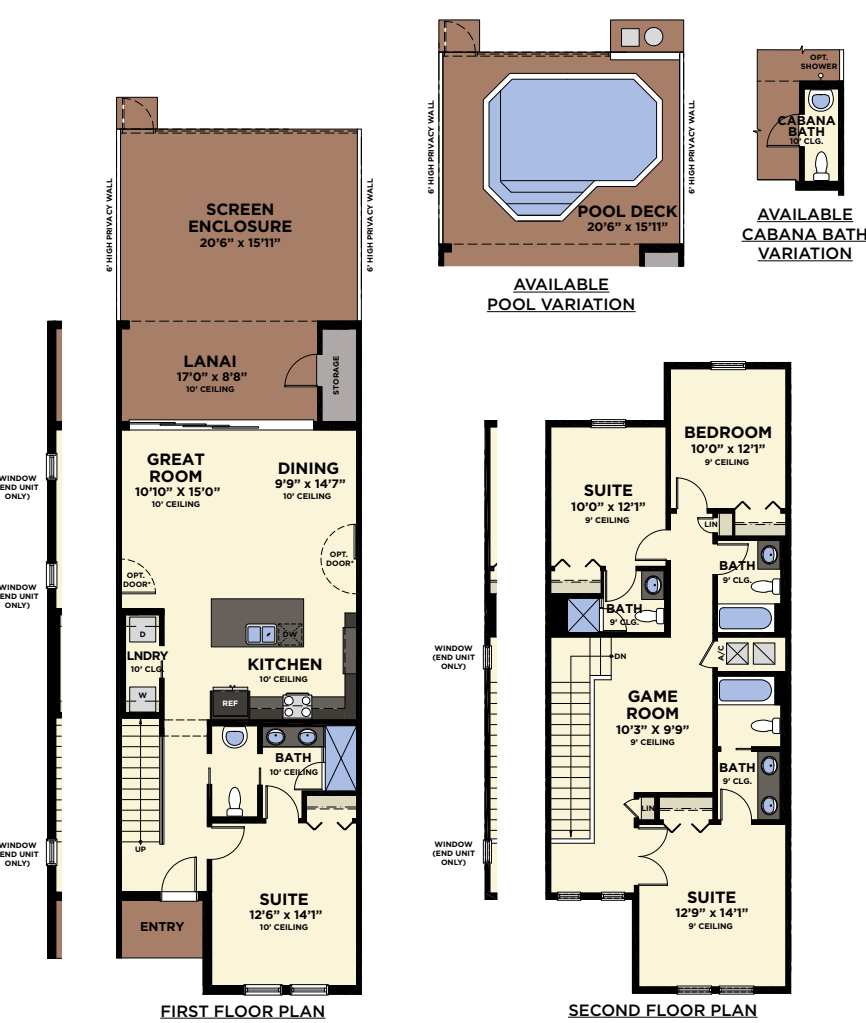 6' HIGH PRIVACY WALL
SCREEN
ENCLOSURE
20'6" x 15'11"
6' HIGH PRIVACY WALL
LANAI
17'0" x 8'8"
10' CEILING
STORAGE
GREAT
ROOM
10'10" X 15'0"
10' CEILING
DINING
9'9" x 14'7"
10' CEILING
OPT.
DOOR*
OPT.
DOOR*
WINDOW
(END UNIT
ONLY)
WINDOW
(END UNIT
ONLY)
D
LNDRY
10' CLG.
W
DW
KITCHEN
10' CEILING
REF
BATH
10' CEILING
UP
WINDOW
(END UNIT
ONLY)
SUITE
12'6" x 14'1"
10' CEILING
ENTRY
FIRST FLOOR PLAN
6' HIGH PRIVACY WALL
POOL DECK
20'6" x 15'11"
6' HIGH PRIVACY WALL
AVAILABLE
POOL VARIATION
OPT.
SHOWER
CABANA
BATH
10' CLG.
AVAILABLE
CABANA BATH
VARIATION
BEDROOM
10'0" x 12'1"
9' CEILING
SUITE
10'0" x 12'1"
9' CEILING
LIN
BATH
9' CLG.
BATH
9' CLG.
WINDOW
(END UNIT
ONLY)
DN
A/C
GAME
ROOM
10'3" X 9'9"
9' CEILING
BATH
9' CLG.
LIN
WINDOW
(END UNIT
ONLY)
SUITE
12'9" x 14'1"
9' CEILING
SECOND FLOOR PLAN